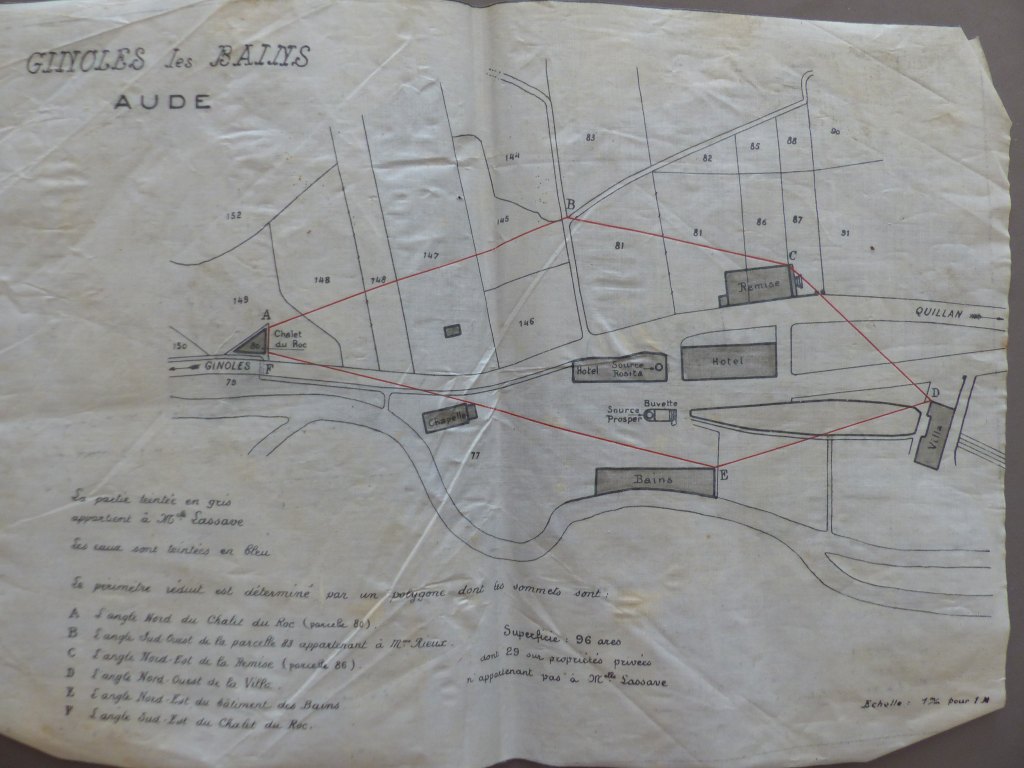 GINOLES les BAINS
AUDE
152
149
150
148
148
147
144
145
146
83
82
85
88
90
81
81
86
87
91
A
B
C
D
E
F
80
Chalet
du Roc
GINOLES
79
77
Chapelle
Remise
QUILLAN
Hotel
Source
Rosita
Hotel
Source
Prosper
Buvette
Bains
Villa
La partie teintée en gris
appartient à Mlle Lassave
Les eaux sont teintées en bleu
Le périmètre réduit est déterminé par un polygone dont les sommets sont :
A L'angle Nord du Chalet du Roc (parcelle 80).
B L'angle Sud Ouest de la parcelle 83 appartenant à Mme Rieux.
C L'angle Nord-Est de la Remise (parcelle 86).
D L'angle Nord-Ouest de la Villa.
E L'angle Nord-Est du bâtiment des Bains
F L'angle Sud-Est du Chalet du Roc.
Superficie : 96 ares
dont 29 sur propriétés privées
n'appartenant pas à Mlle Lassave
Echelle : 1 m/m pour 1 M